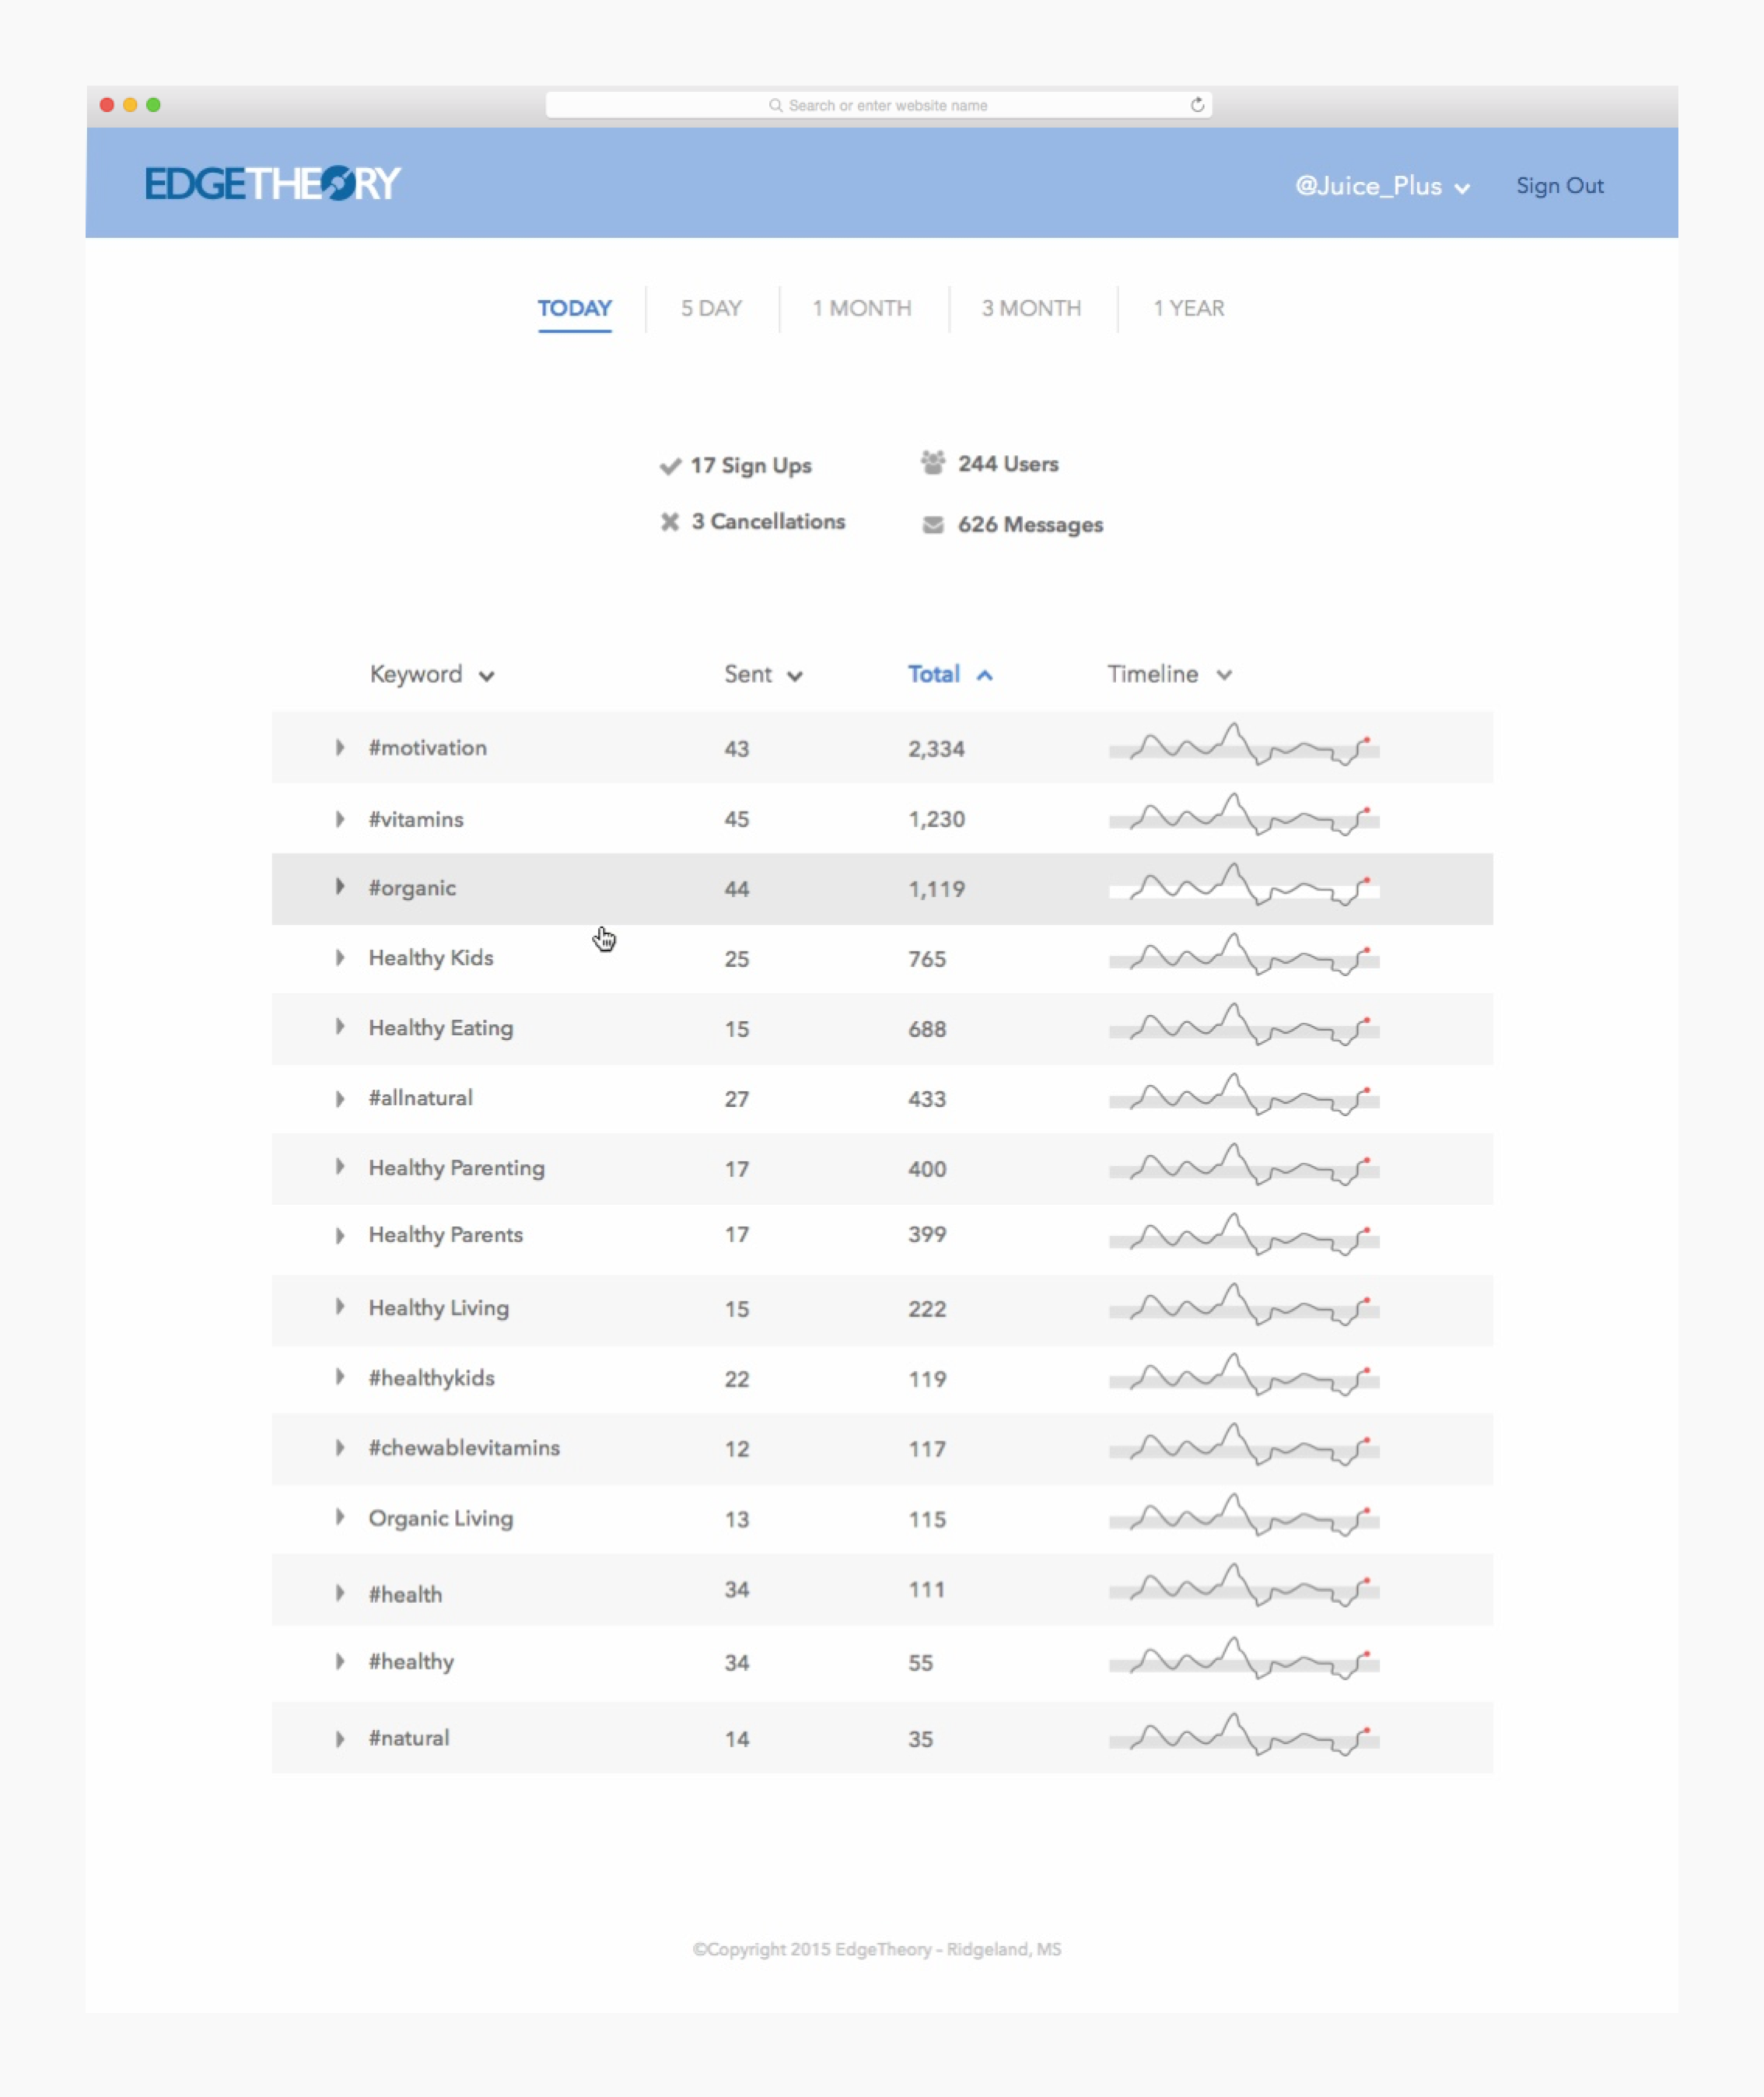 Search or enter website name
EDGETHEORY
@Juice_Plus
Sign Out
TODAY
5 DAY
1 MONTH
3 MONTH
1 YEAR
17 Sign Ups
244 Users
3 Cancellations
626 Messages
Keyword Sent Total Timeline
#motivation 43 2,334
#vitamins 45 1,230
#organic 44 1,119
Healthy Kids 25 765
Healthy Eating 15 688
#allnatural 27 433
Healthy Parenting 17 400
Healthy Parents 17 399
Healthy Living 15 222
#healthykids 22 119
#chewablevitamins 12 117
Organic Living 13 115
#health 34 111
#healthy 34 55
#natural 14 35
©Copyright 2015 EdgeTheory - Ridgeland, MS